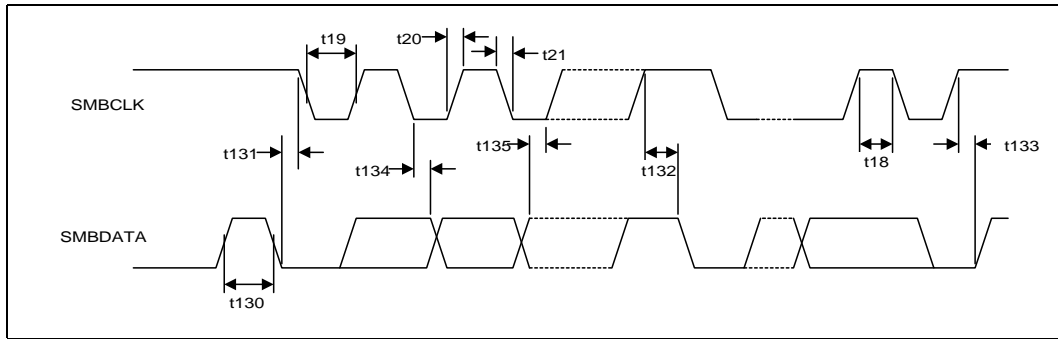 t19
t20
t21
SMBCLK
t131
t134
t135
t132
t18
t133
SMBDATA
t130